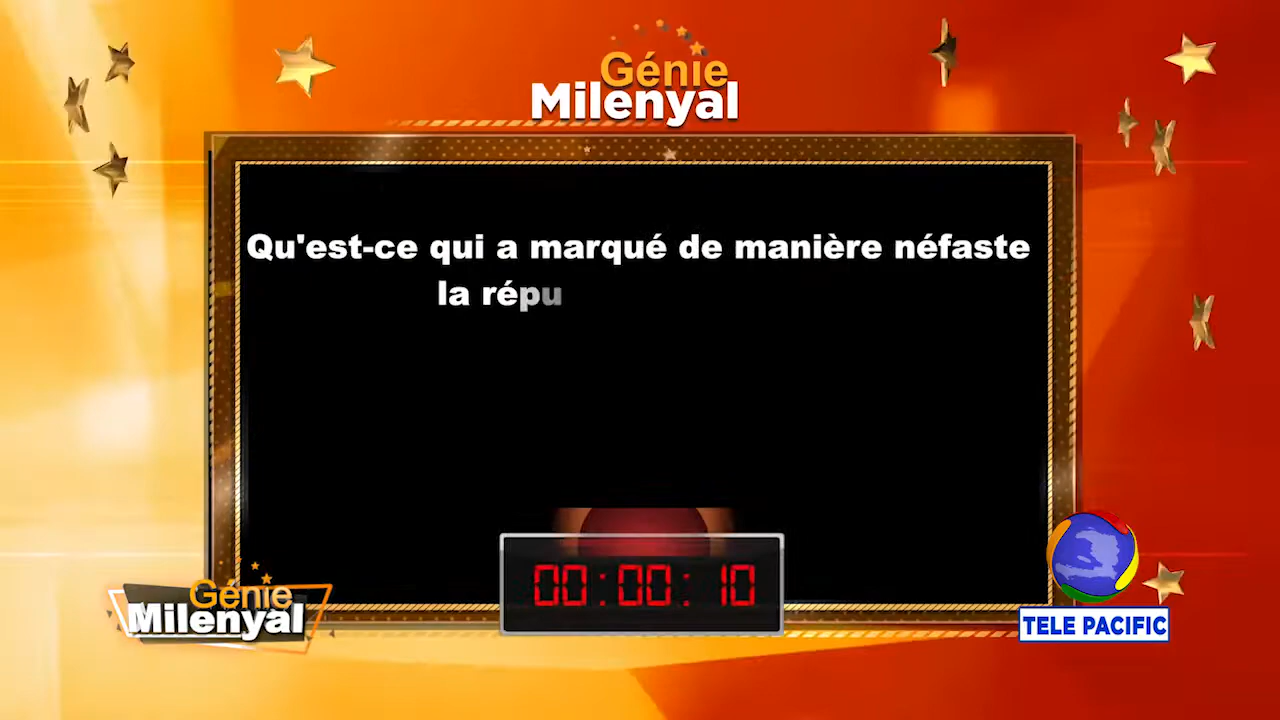 Génie
Milenyal
Qu'est-ce qui a marqué de manière néfaste
la répu
00:00:10
Génie
Milenyal
TELE PACIFIC